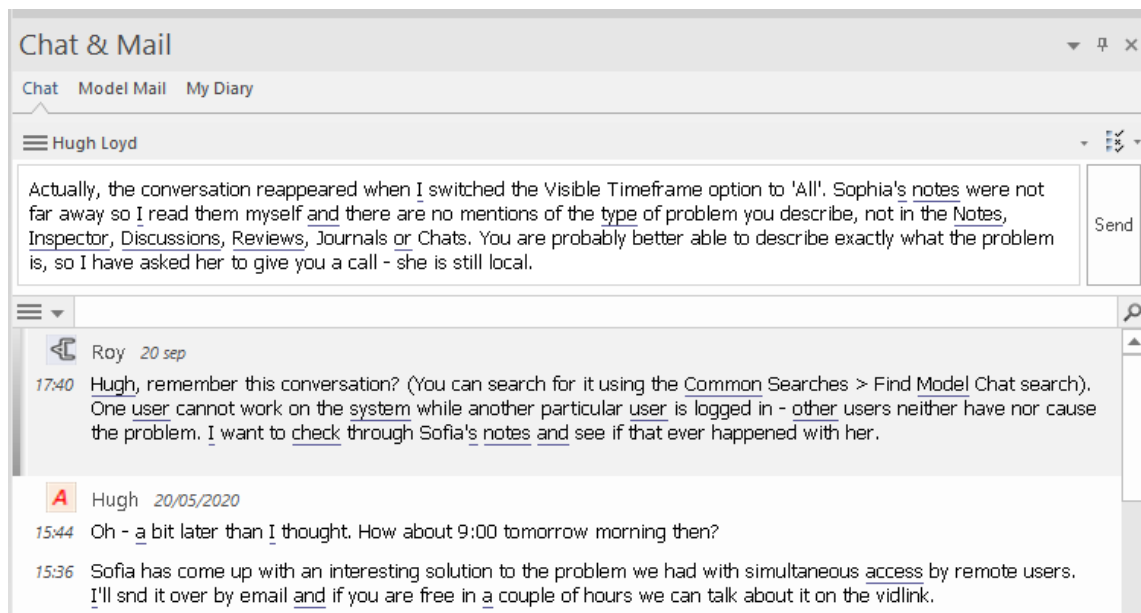 Chat & Mail
Chat Model Mail My Diary
Hugh Loyd
Actually, the conversation reappeared when I switched the Visible Timeframe option to 'All'. Sophia's notes were not
far away so I read them myself and there are no mentions of the type of problem you describe, not in the Notes,
Inspector, Discussions, Reviews, Journals or Chats. You are probably better able to describe exactly what the problem
is, so I have asked her to give you a call - she is still local.
Send
Roy 20 sep
17:40 Hugh, remember this conversation? (You can search for it using the Common Searches > Find Model Chat search).
One user cannot work on the system while another particular user is logged in - other users neither have nor cause
the problem. I want to check through Sofia's notes and see if that ever happened with her.
A Hugh 20/05/2020
15:44 Oh - a bit later than I thought. How about 9:00 tomorrow morning then?
15:36 Sofia has come up with an interesting solution to the problem we had with simultaneous access by remote users.
I'll snd it over by email and if you are free in a couple of hours we can talk about it on the vidlink.